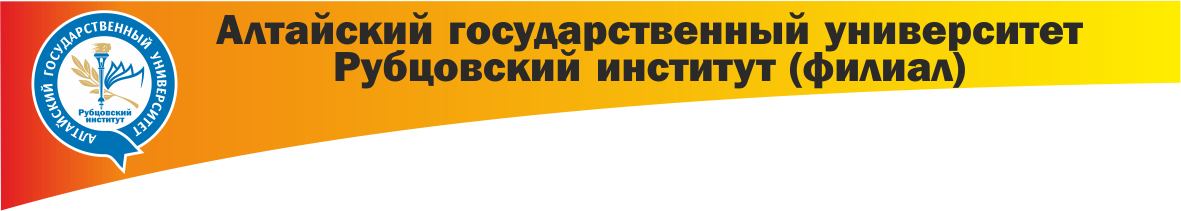 Алтайский государственный университет
Рубцовский институт (филиал)
АЛТАЙСКИЙ ГОСУДАРСТВЕННЫЙ УНИВЕРСИТЕТ
Рубцовский
институт